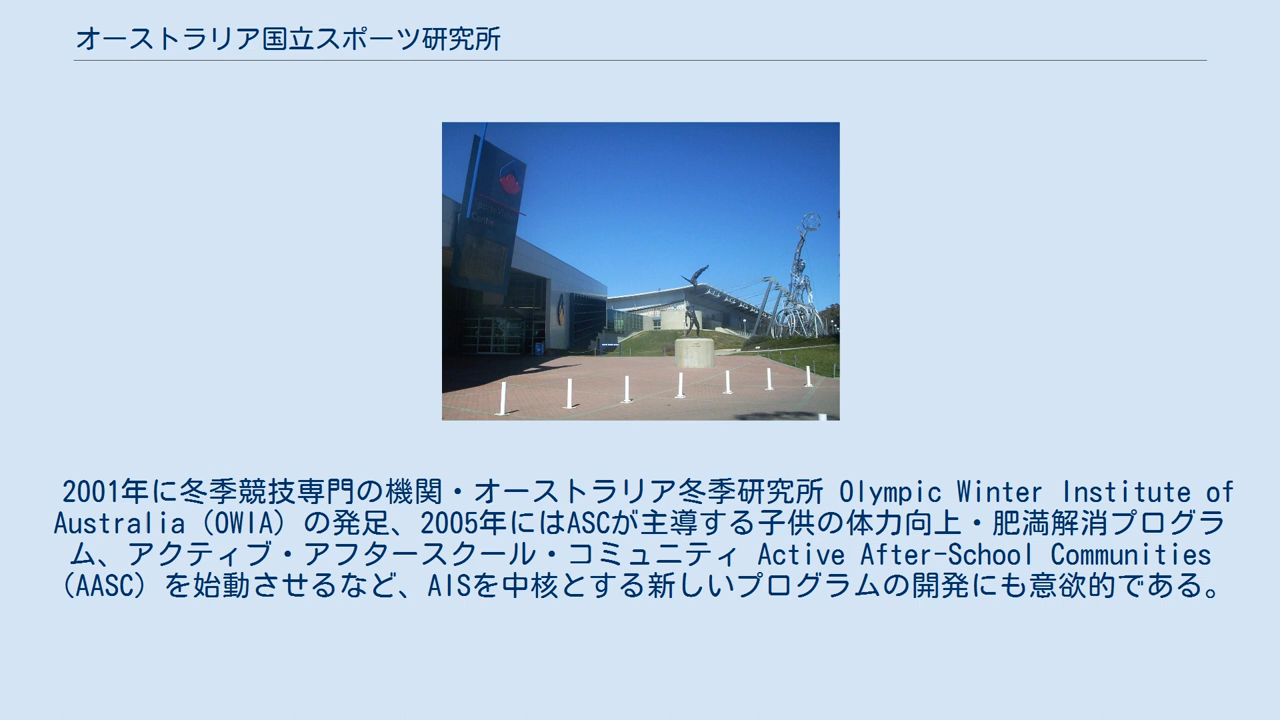 オーストラリア国立スポーツ研究所
2001年に冬季競技専門の機関・オーストラリア冬季研究所 Olympic Winter Institute of
Australia（OWIA）の発足、2005年にはASCが主導する子供の体力向上・肥満解消プログラ
ム、アクティブ・アフタースクール・コミュニティ Active After-School Communities
（AASC）を始動させるなど、AISを中核とする新しいプログラムの開発にも意欲的である。